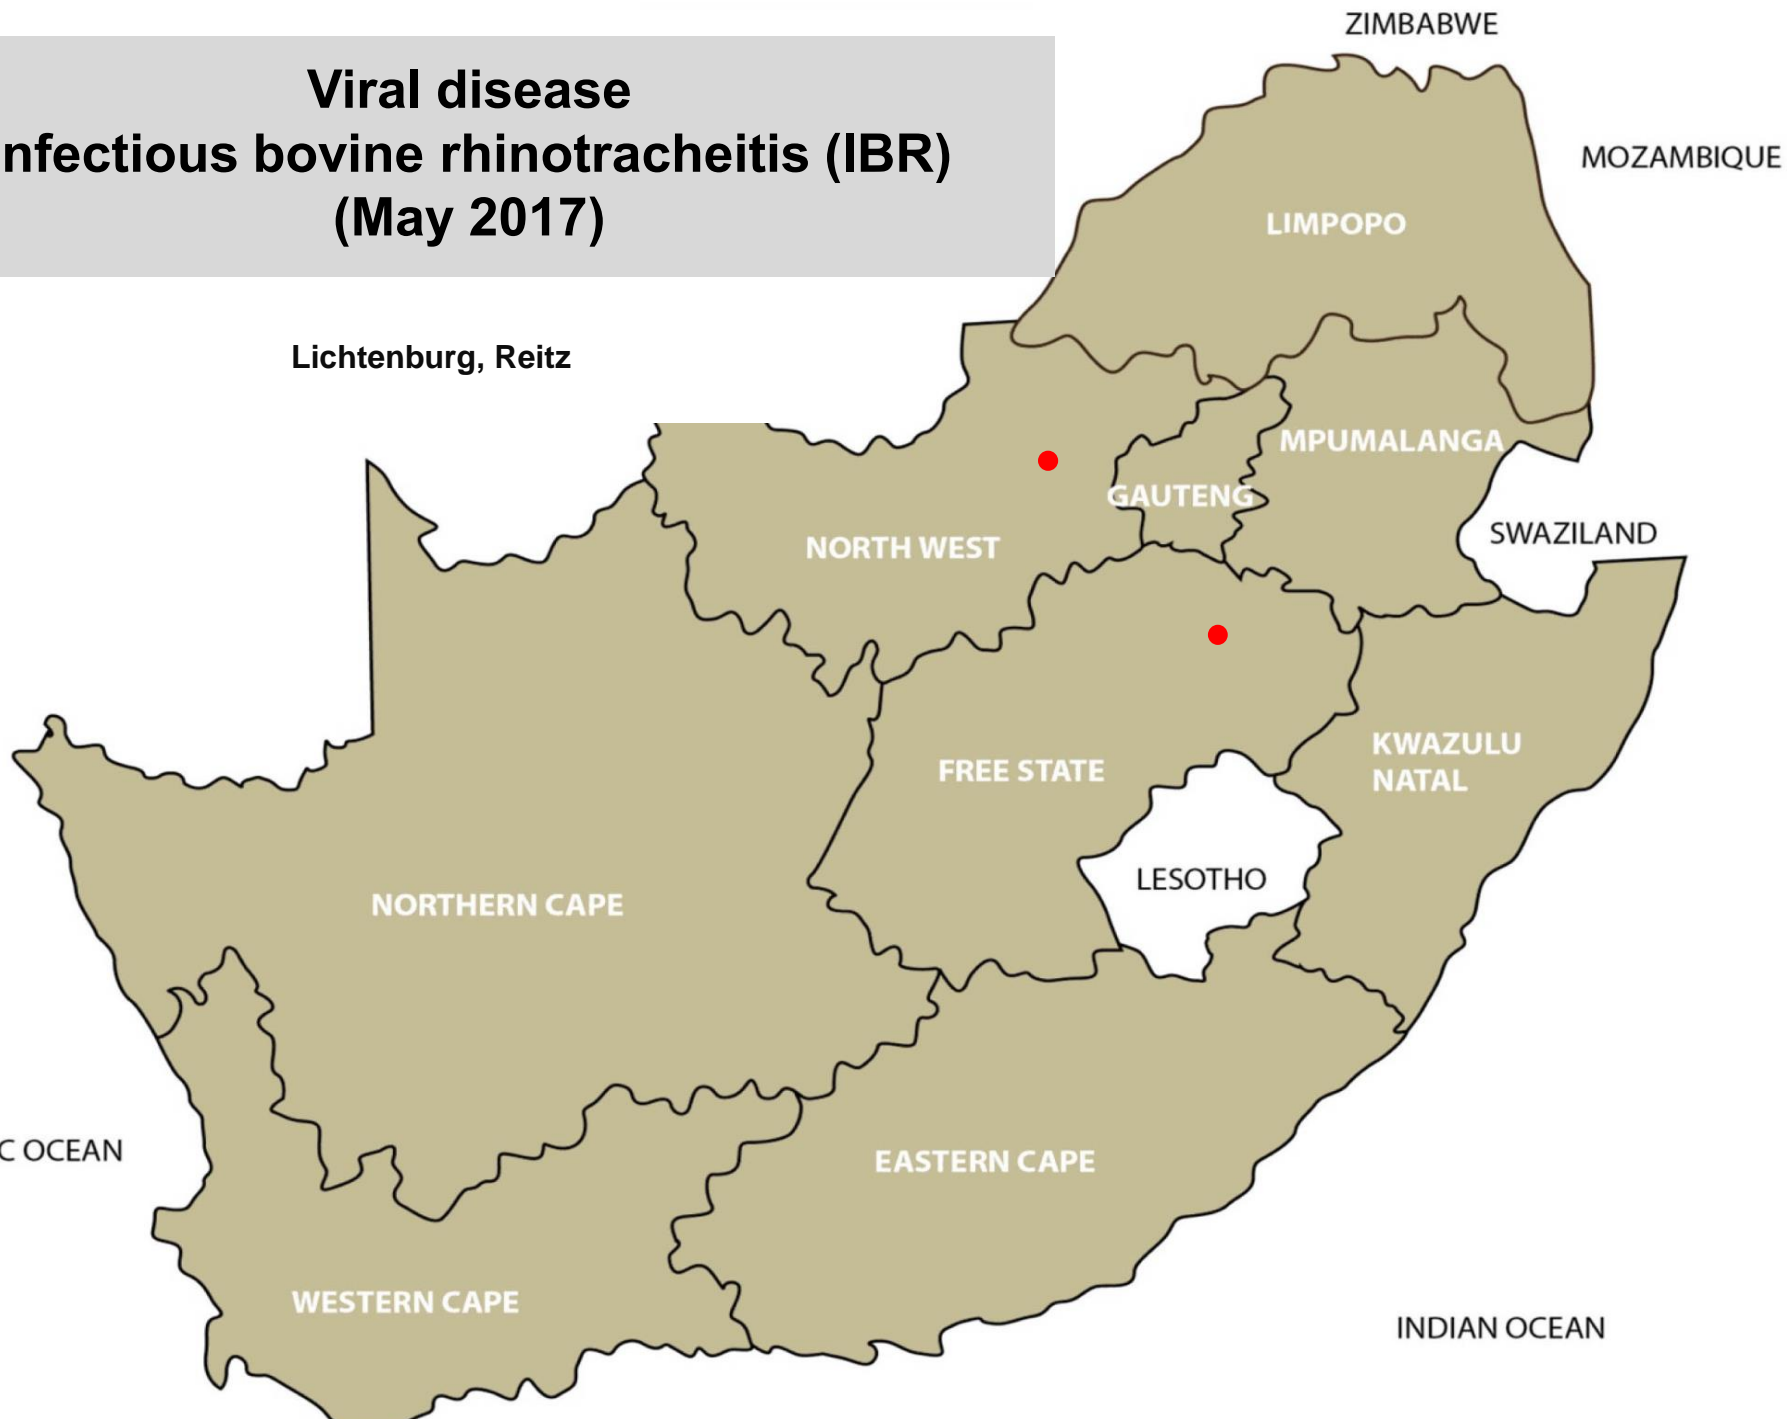 ZIMBABWE
Viral disease
nfectious bovine rhinotracheitis (IBR)
(May 2017)
MOZAMBIQUE
LIMPOPO
Lichtenburg, Reitz
MPUMALANGA
GAUTENG
SWAZILAND
NORTH WEST
KWAZULU
NATAL
FREE STATE
LESOTHO
NORTHERN CAPE
C OCEAN
EASTERN CAPE
WESTERN CAPE
INDIAN OCEAN